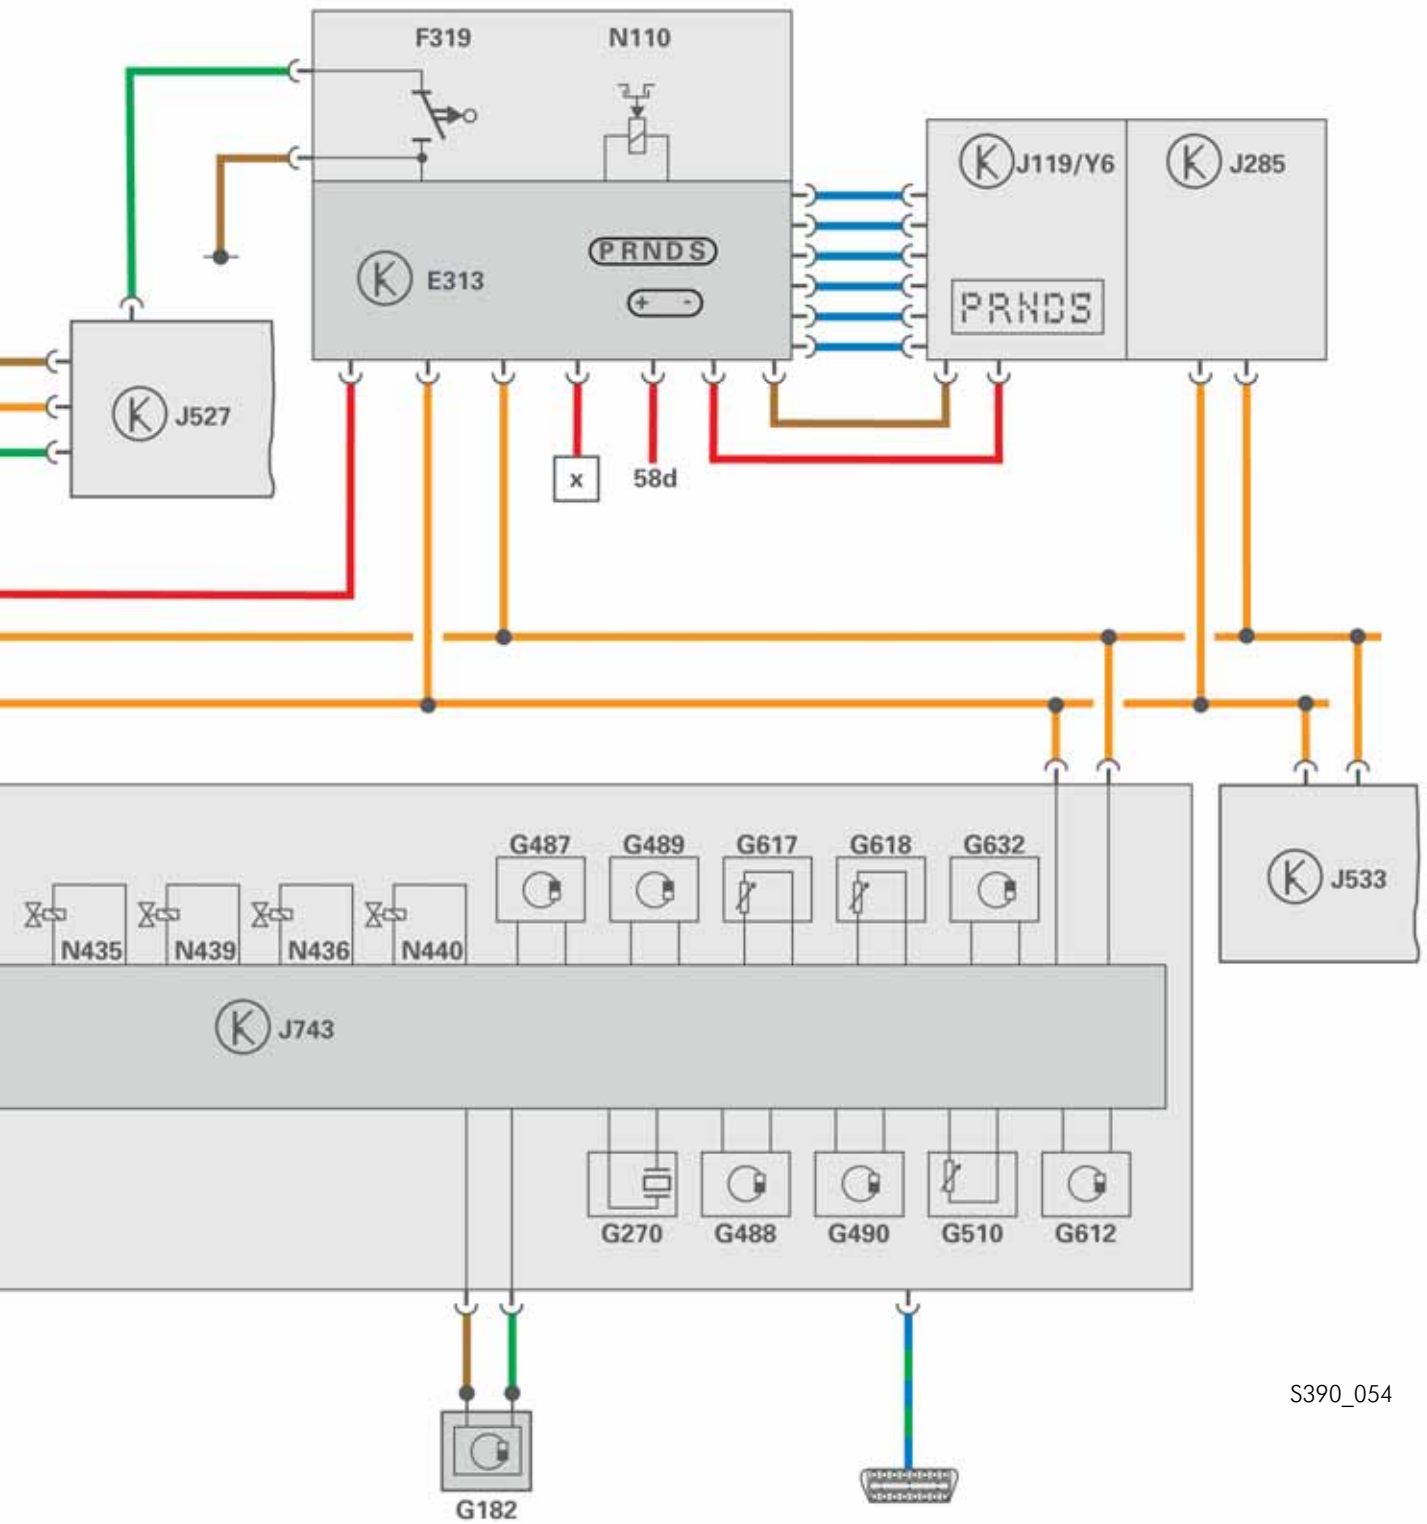 F319 N110
J119/Y6 J285
PRNDS
E313
+ -
PRNDS
J527
x 58d
G487 G489 G617 G618 G632
J533
N435 N439 N436 N440
J743
G270 G488 G490 G510 G612
S390_054
G182